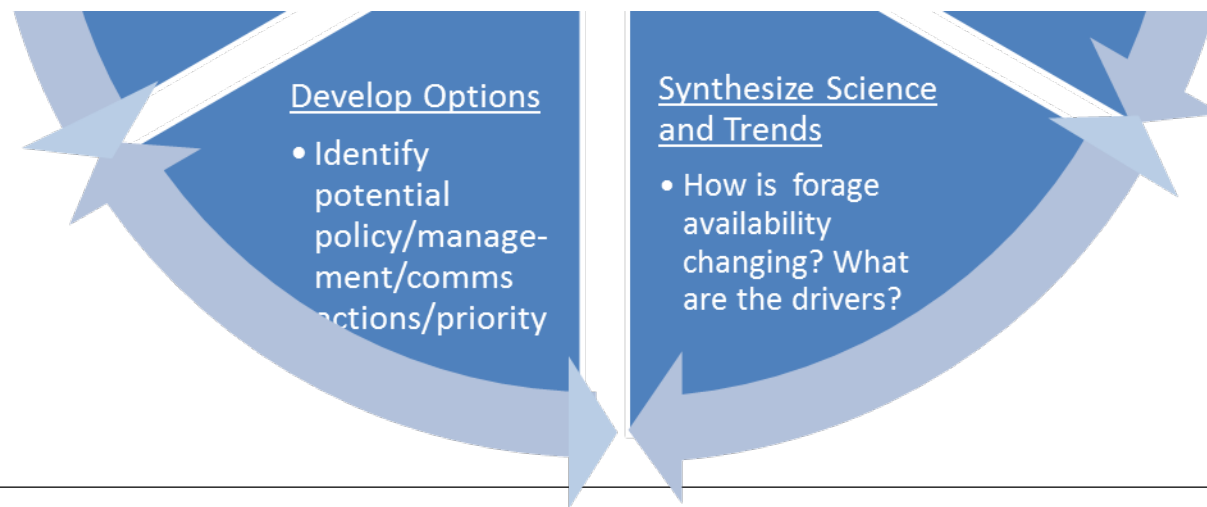 Develop Options
• Identify
potential
policy/manage-
ment/comms
actions/priority
Synthesize Science
and Trends
• How is forage
availability
changing? What
are the drivers?